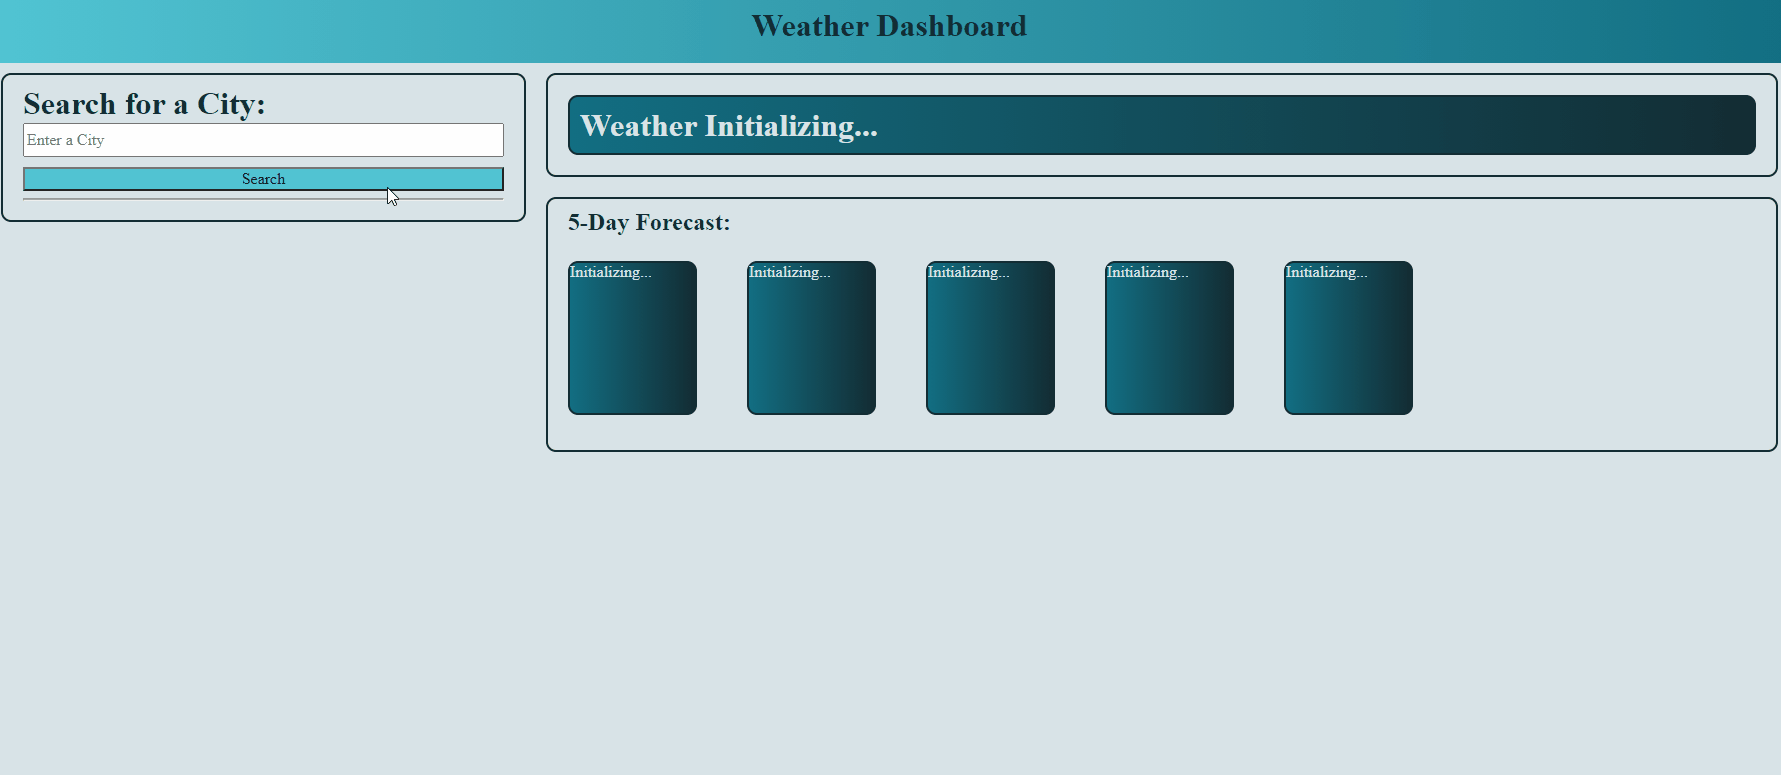 Weather Dashboard
Search for a City:
Enter a City
Search
Weather Initializing...
5-Day Forecast:
Initializing...
Initializing...
Initializing...
Initializing...
Initializing...